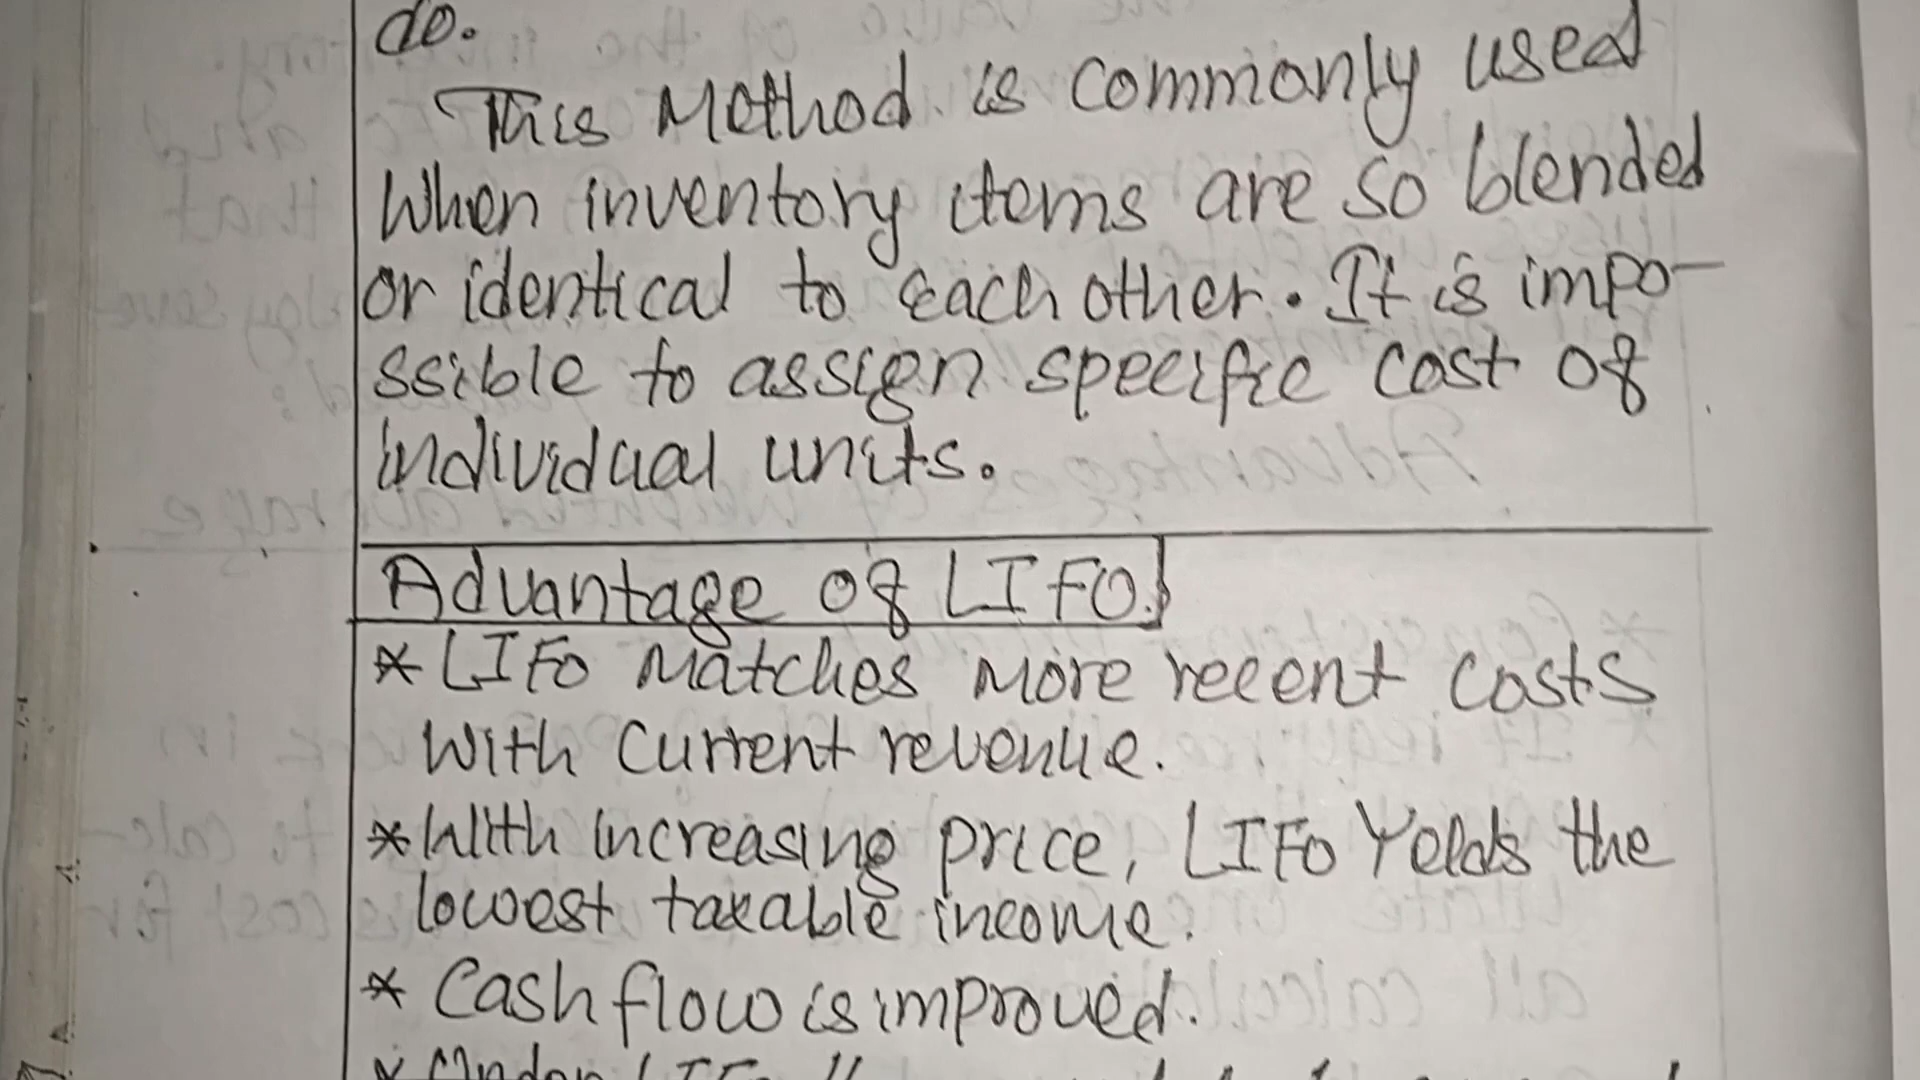 do.
This Method is commonly used
When inventory items are so blended
or identical to each other. It is impo-
ssible to assign specific cost of
individual units.
Advantage of LIFO.
* LIFO Matches more recent costs
with current revenue.
* With increasing price, LIFO Yelds the
lowest taxable income.
* Cash flow is improved.
* Under LIFO